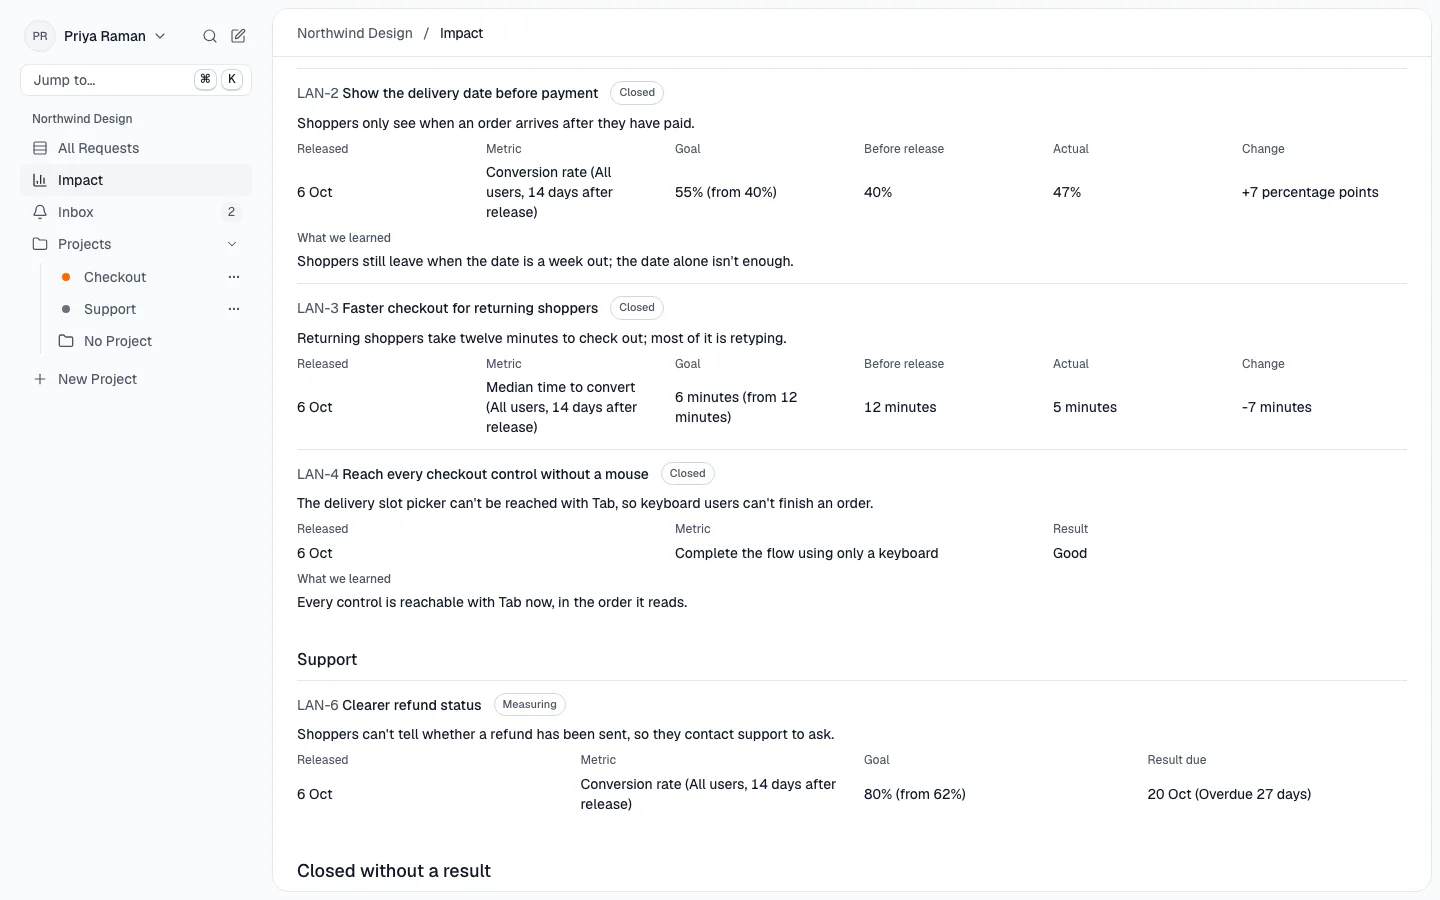 PR Priya Raman
Jump to... ⌘ K
Northwind Design
All Requests
Impact
Inbox 2
Projects
Checkout
Support
No Project
New Project
Northwind Design / Impact
LAN-2 Show the delivery date before payment Closed
Shoppers only see when an order arrives after they have paid.
Released Metric Goal Before release Actual Change
6 Oct Conversion rate (All users, 14 days after release) 55% (from 40%) 40% 47% +7 percentage points
What we learned
Shoppers still leave when the date is a week out; the date alone isn't enough.
LAN-3 Faster checkout for returning shoppers Closed
Returning shoppers take twelve minutes to check out; most of it is retyping.
Released Metric Goal Before release Actual Change
6 Oct Median time to convert (All users, 14 days after release) 6 minutes (from 12 minutes) 12 minutes 5 minutes -7 minutes
LAN-4 Reach every checkout control without a mouse Closed
The delivery slot picker can't be reached with Tab, so keyboard users can't finish an order.
Released Metric Result
6 Oct Complete the flow using only a keyboard Good
What we learned
Every control is reachable with Tab now, in the order it reads.
Support
LAN-6 Clearer refund status Measuring
Shoppers can't tell whether a refund has been sent, so they contact support to ask.
Released Metric Goal Result due
6 Oct Conversion rate (All users, 14 days after release) 80% (from 62%) 20 Oct (Overdue 27 days)
Closed without a result